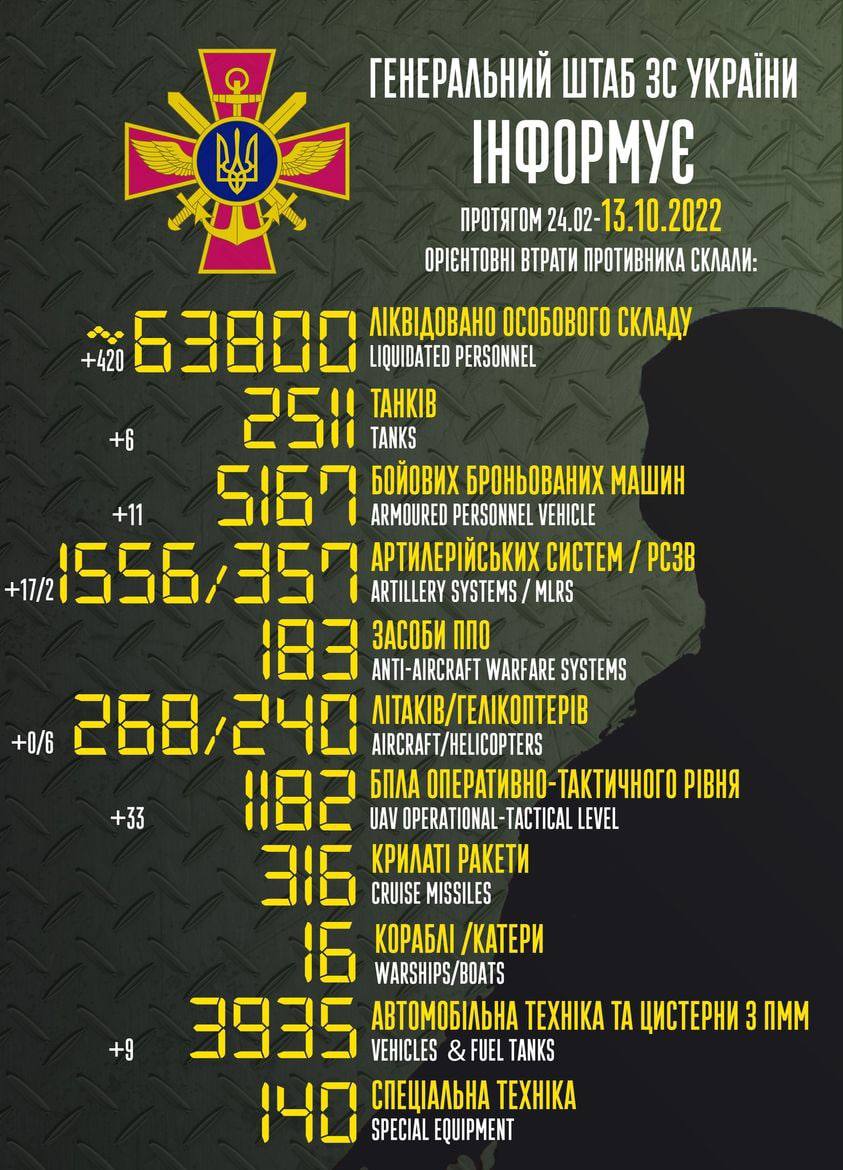 ГЕНЕРАЛЬНИЙ ШТАБ ЗС УКРАЇНИ
ІНФОРМУЄ
ПРОТЯГОМ 24.02-13.10.2022
ОРІЄНТОВНІ ВТРАТИ ПРОТИВНИКА СКЛАЛИ:
~63800 ЛІКВІДОВАНО ОСОБОВОГО СКЛАДУ
+420 LIQUIDATED PERSONNEL
2511 ТАНКІВ
+6 TANKS
5167 БОЙОВИХ БРОНЬОВАНИХ МАШИН
+11 ARMOURED PERSONNEL VEHICLE
1556/357 АРТИЛЕРІЙСЬКИХ СИСТЕМ / РСЗВ
+17/2 ARTILLERY SYSTEMS / MLRS
183 ЗАСОБИ ППО
ANTI-AIRCRAFT WARFARE SYSTEMS
268/240 ЛІТАКІВ/ГЕЛІКОПТЕРІВ
+0/6 AIRCRAFT/HELICOPTERS
1182 БПЛА ОПЕРАТИВНО-ТАКТИЧНОГО РІВНЯ
+33 UAV OPERATIONAL-TACTICAL LEVEL
316 КРИЛАТІ РАКЕТИ
CRUISE MISSILES
16 КОРАБЛІ /КАТЕРИ
WARSHIPS/BOATS
3935 АВТОМОБІЛЬНА ТЕХНІКА ТА ЦИСТЕРНИ З ПММ
+9 VEHICLES & FUEL TANKS
140 СПЕЦІАЛЬНА ТЕХНІКА
SPECIAL EQUIPMENT